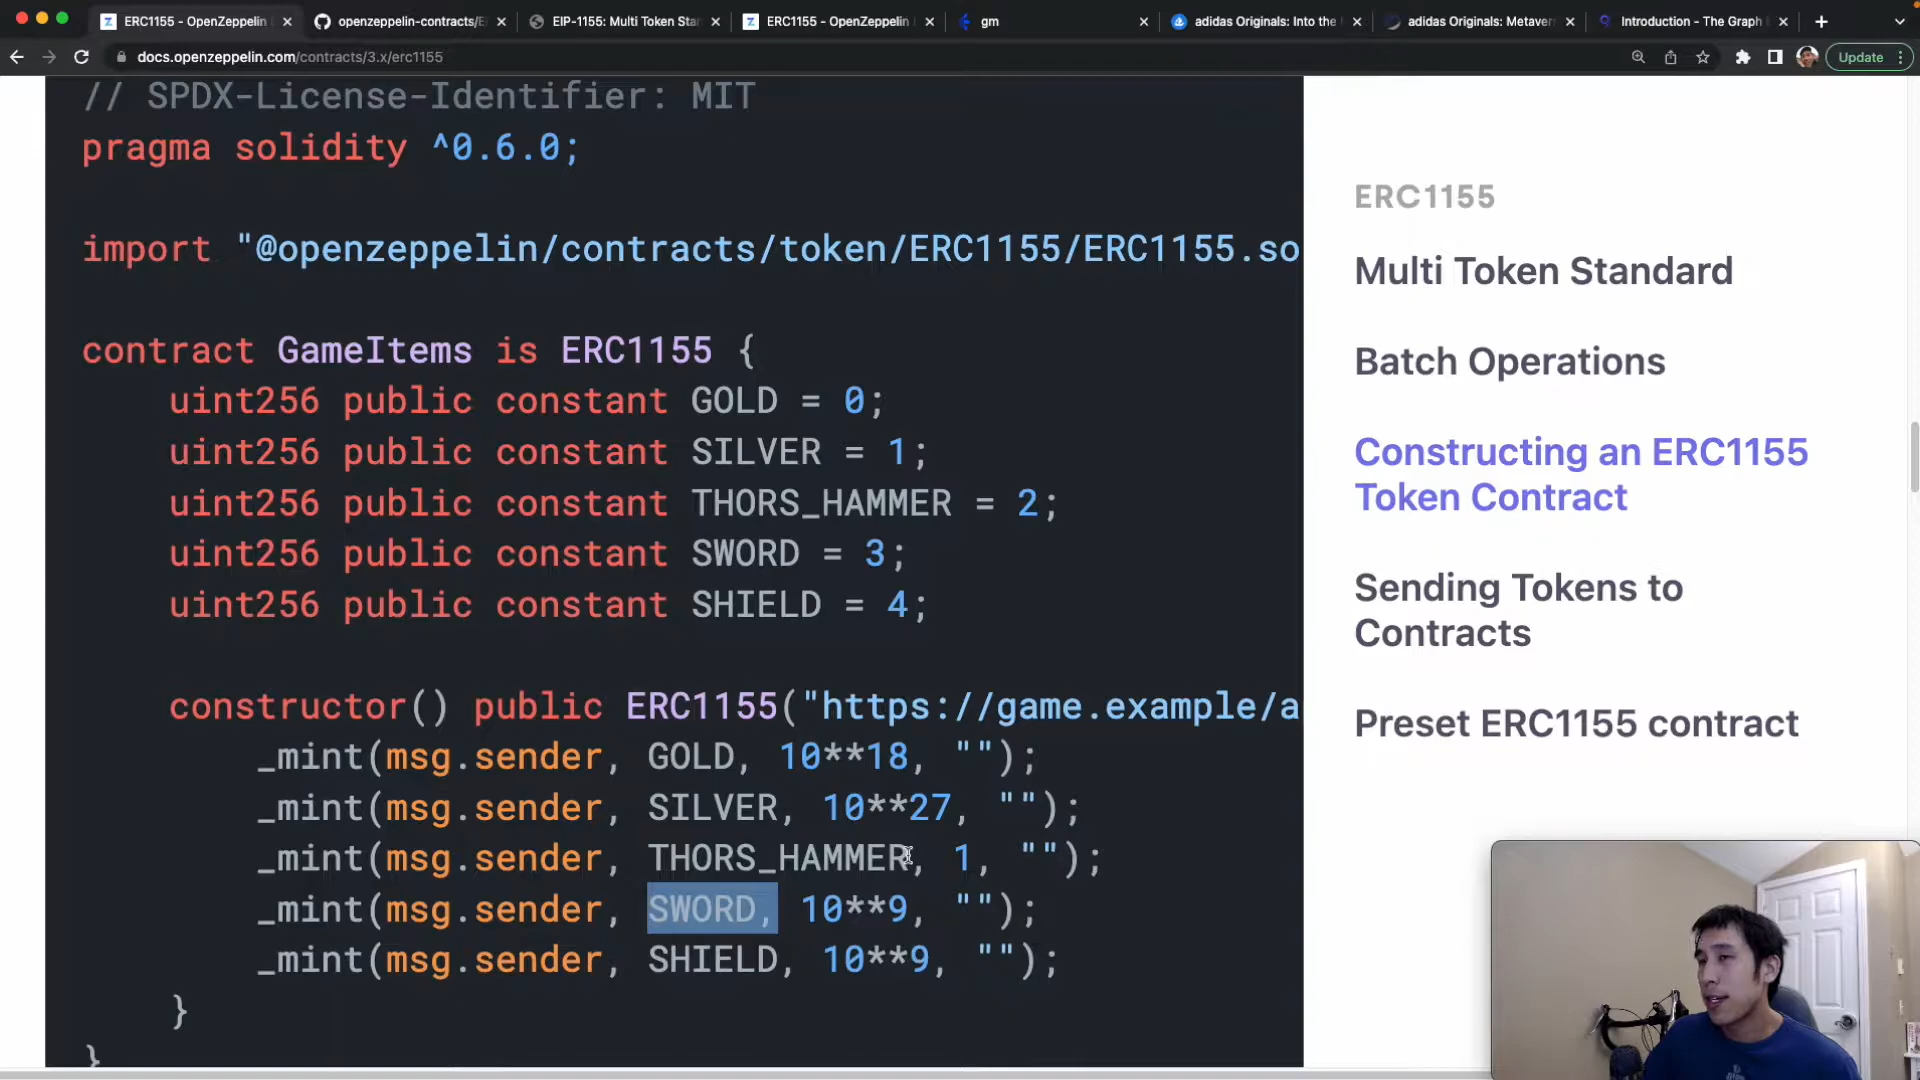 ERC1155 - OpenZeppelin
openzeppelin-contracts/E
EIP-1155: Multi Token Stan
ERC1155 - OpenZeppelin
gm
adidas Originals: Into the
adidas Originals: Metaver
Introduction - The Graph
docs.openzeppelin.com/contracts/3.x/erc1155
Update
// SPDX-License-Identifier: MIT
pragma solidity ^0.6.0;
import "@openzeppelin/contracts/token/ERC1155/ERC1155.so
contract GameItems is ERC1155 {
uint256 public constant GOLD = 0;
uint256 public constant SILVER = 1;
uint256 public constant THORS_HAMMER = 2;
uint256 public constant SWORD = 3;
uint256 public constant SHIELD = 4;
constructor() public ERC1155("https://game.example/a
_mint(msg.sender, GOLD, 10**18, "");
_mint(msg.sender, SILVER, 10**27, "");
_mint(msg.sender, THORS_HAMMER, 1, "");
_mint(msg.sender, SWORD, 10**9, "");
_mint(msg.sender, SHIELD, 10**9, "");
}
}
ERC1155
Multi Token Standard
Batch Operations
Constructing an ERC1155
Token Contract
Sending Tokens to
Contracts
Preset ERC1155 contract